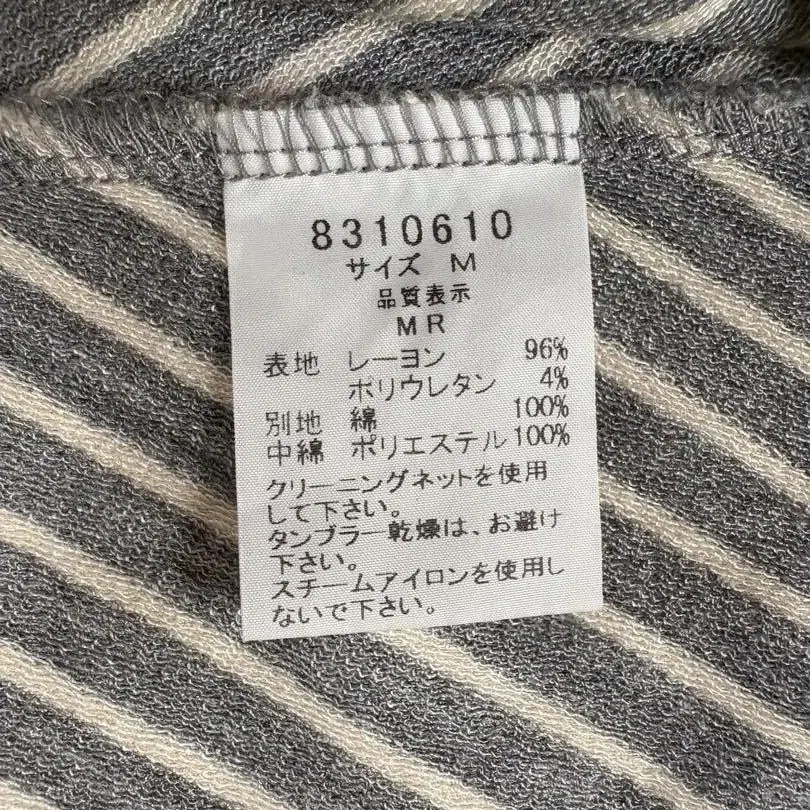 8310610
サイズ M
品質表示
MR
表地 レーヨン 96%
ポリウレタン 4%
別地 綿 100%
中綿 ポリエステル 100%
クリーニングネットを使用
して下さい。
タンブラー乾燥は、お避け
下さい。
スチームアイロンを使用し
ないで下さい。